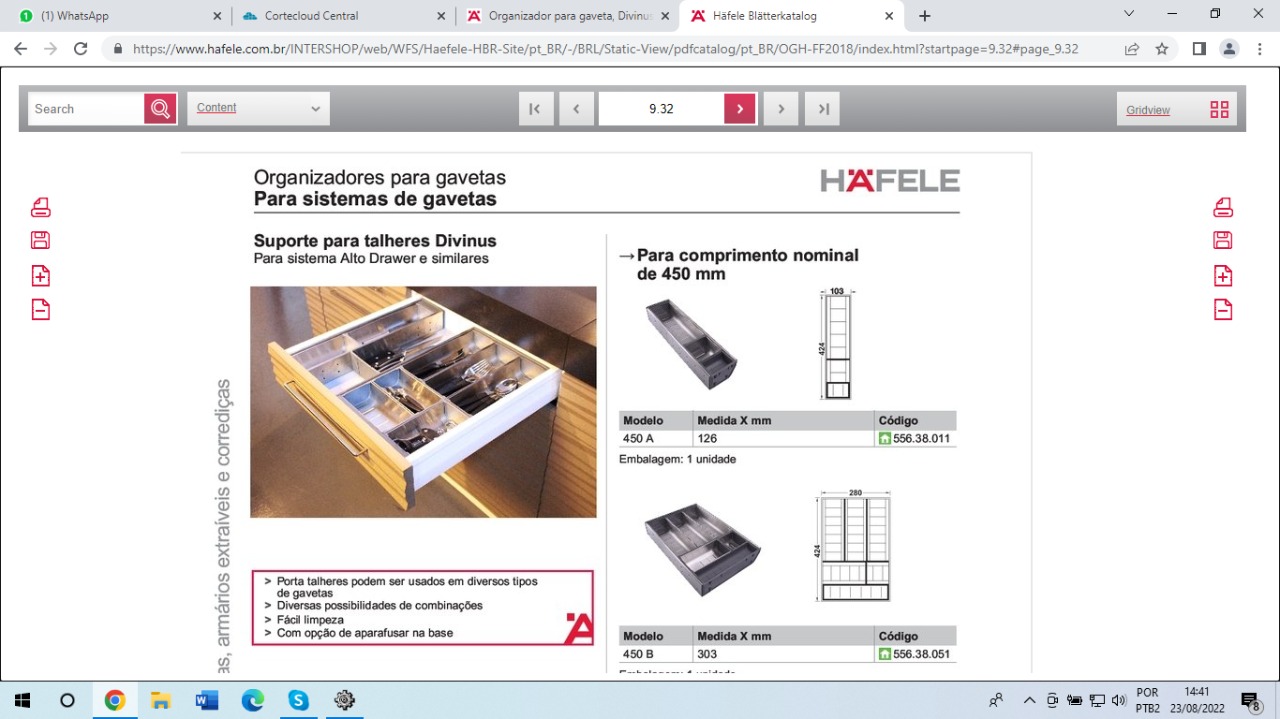 (1) WhatsApp
Cortecloud Central
Organizador para gaveta, Divinus
Häfele Blätterkatalog
https://www.hafele.com.br/INTERSHOP/web/WFS/Haefele-HBR-Site/pt_BR/-/BRL/Static-View/pdfcatalog/pt_BR/OGH-FF2018/index.html?startpage=9.32#page_9.32
Search
Content
9.32
Gridview
Organizadores para gavetas
Para sistemas de gavetas
HÄFELE
Suporte para talheres Divinus
Para sistema Alto Drawer e similares
as, armários extraíveis e corrediças
> Porta talheres podem ser usados em diversos tipos
de gavetas
> Diversas possibilidades de combinações
> Fácil limpeza
> Com opção de aparafusar na base
→Para comprimento nominal
de 450 mm
103
424
Modelo Medida X mm Código
450 A 126 556.38.011
Embalagem: 1 unidade
280
424
Modelo Medida X mm Código
450 B 303 556.38.051
POR
PTB2
14:41
23/08/2022
8